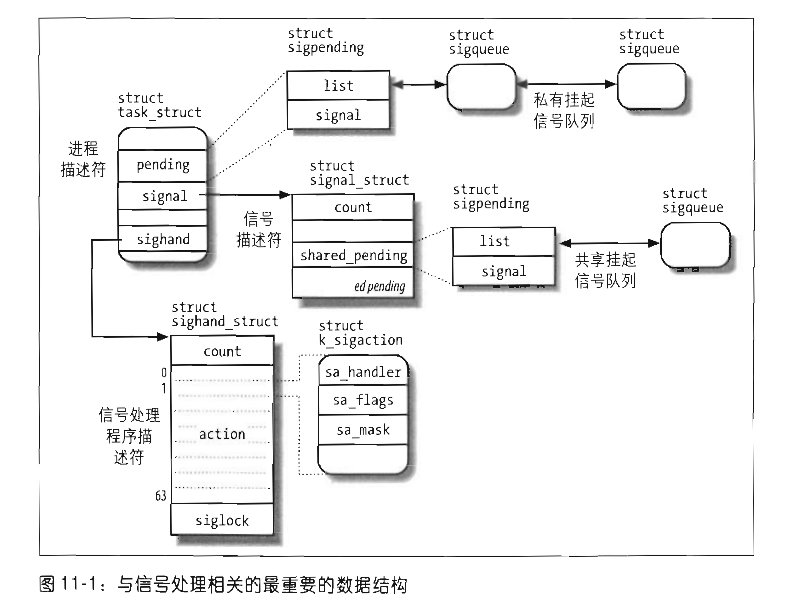 struct
sigpending
list
signal
struct
sigqueue
struct
sigqueue
私有挂起
信号队列
struct
task_struct
进程
描述符
pending
signal
sighand
struct
signal_struct
信号
描述符
count
shared_pending
ed pending
struct
sigpending
list
signal
struct
sigqueue
共享挂起
信号队列
struct
sighand_struct
count
0
1
信号处理
程序描
述符
action
63
siglock
struct
k_sigaction
sa_handler
sa_flags
sa_mask
图 11-1：与信号处理相关的最重要的数据结构